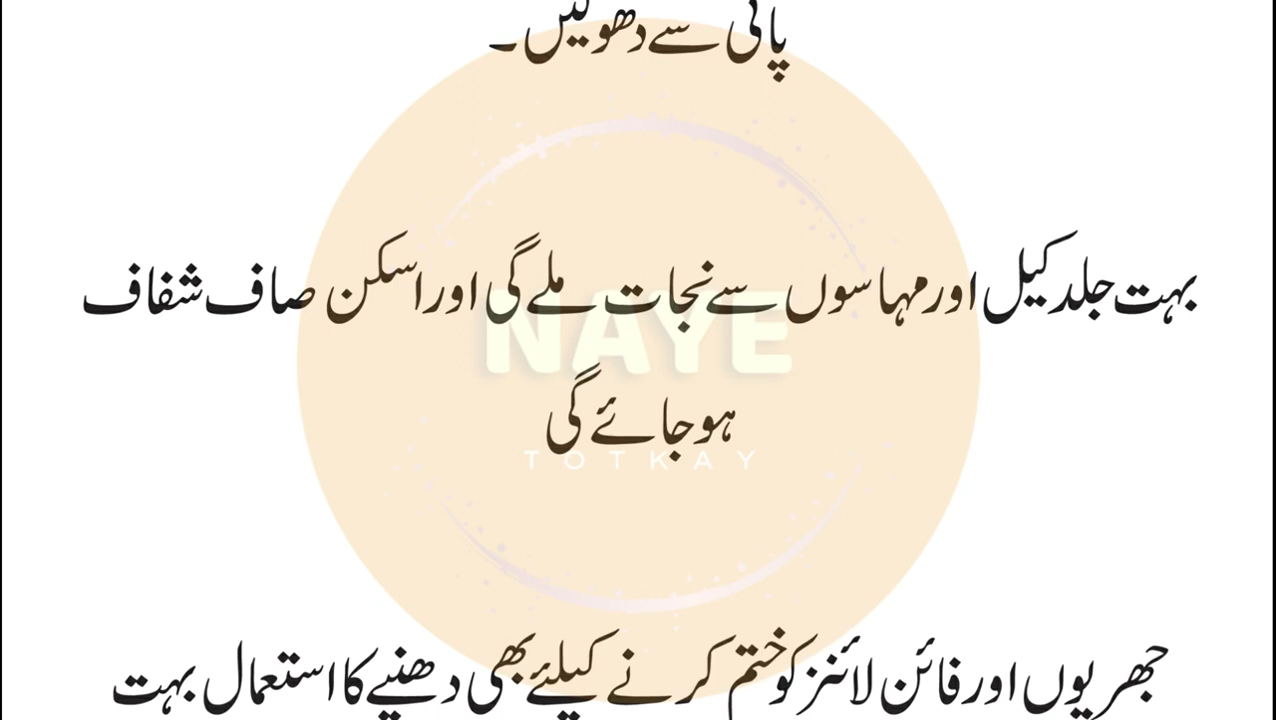 پانی سے دھولیں۔
بہت جلد کیل اور مہاسوں سے نجات ملے گی اور اسکن صاف شفاف
NAYE
ہو جائے گی
TOTKAY
جھریوں اور فائن لائنز کو ختم کرنے کیلئے بھی دھنیے کا استعمال بہت